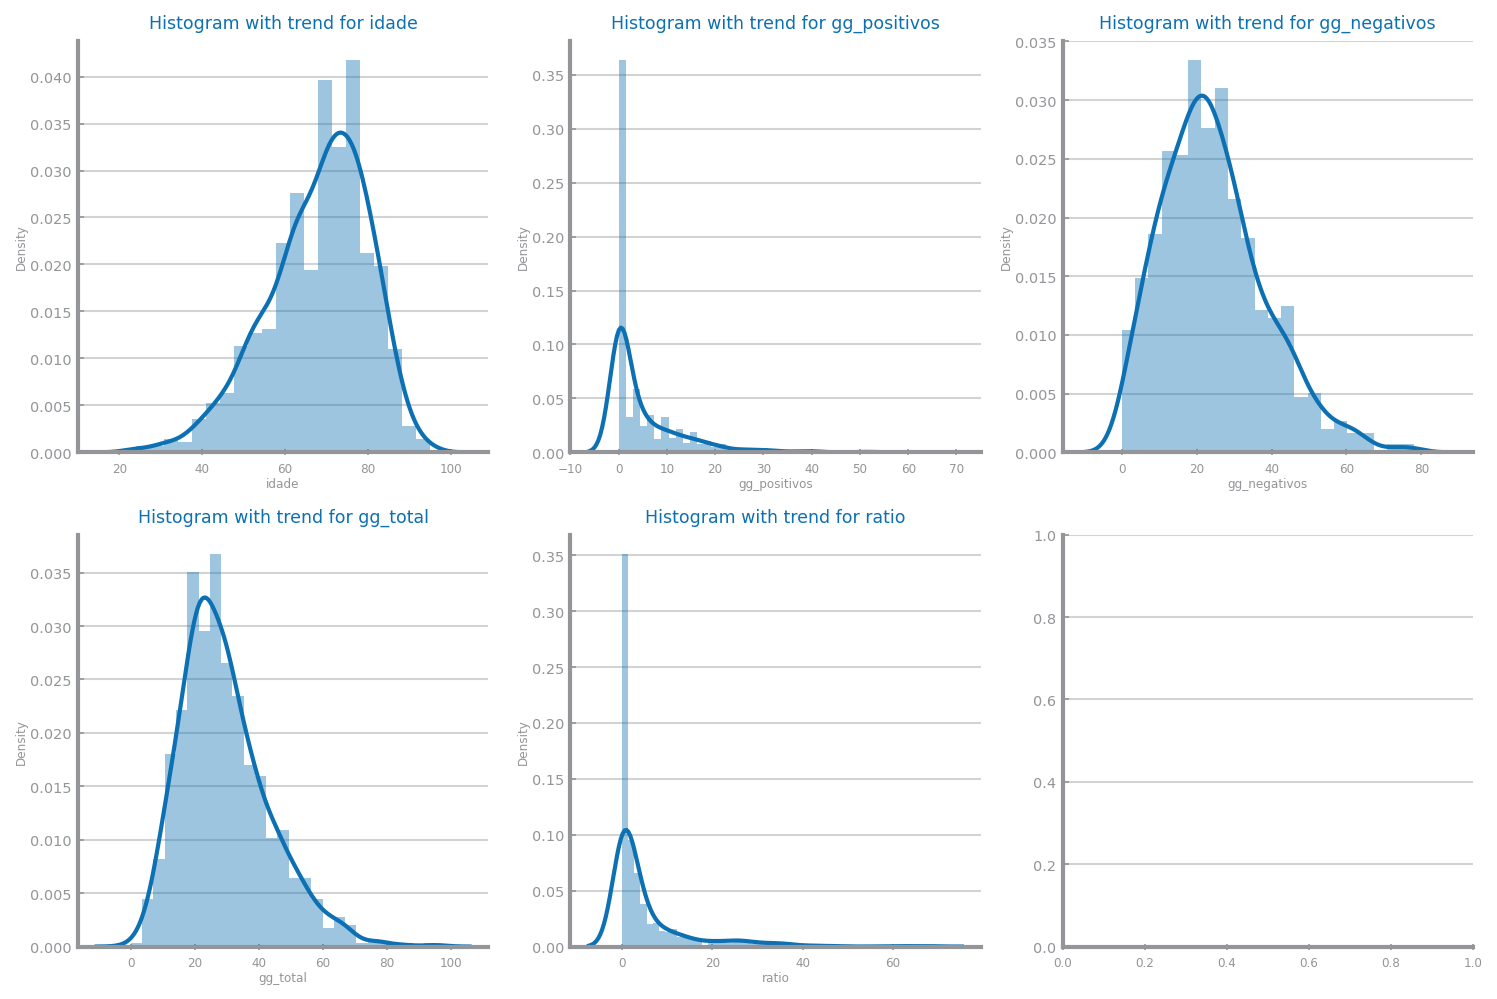 Histogram with trend for idade
Density
0.040
0.035
0.030
0.025
0.020
0.015
0.010
0.005
0.000
20 40 60 80 100
idade
Histogram with trend for gg_positivos
Density
0.35
0.30
0.25
0.20
0.15
0.10
0.05
0.00
−10 0 10 20 30 40 50 60 70
gg_positivos
Histogram with trend for gg_negativos
Density
0.035
0.030
0.025
0.020
0.015
0.010
0.005
0.000
0 20 40 60 80
gg_negativos
Histogram with trend for gg_total
Density
0.035
0.030
0.025
0.020
0.015
0.010
0.005
0.000
0 20 40 60 80 100
gg_total
Histogram with trend for ratio
Density
0.35
0.30
0.25
0.20
0.15
0.10
0.05
0.00
0 20 40 60
ratio
1.0
0.8
0.6
0.4
0.2
0.0
0.0 0.2 0.4 0.6 0.8 1.0